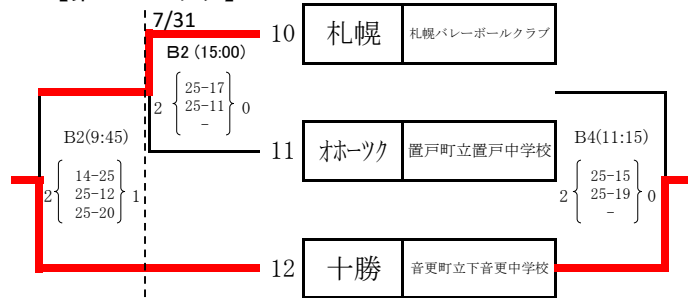 7/31
B2 (15:00)
25-17
2 25-11 0
-
10 札幌 札幌バレーボールクラブ
B2(9:45)
14-25
2 25-12 1
25-20
11 オホーツク 置戸町立置戸中学校
B4(11:15)
25-15
2 25-19 0
-
12 十勝 音更町立下音更中学校